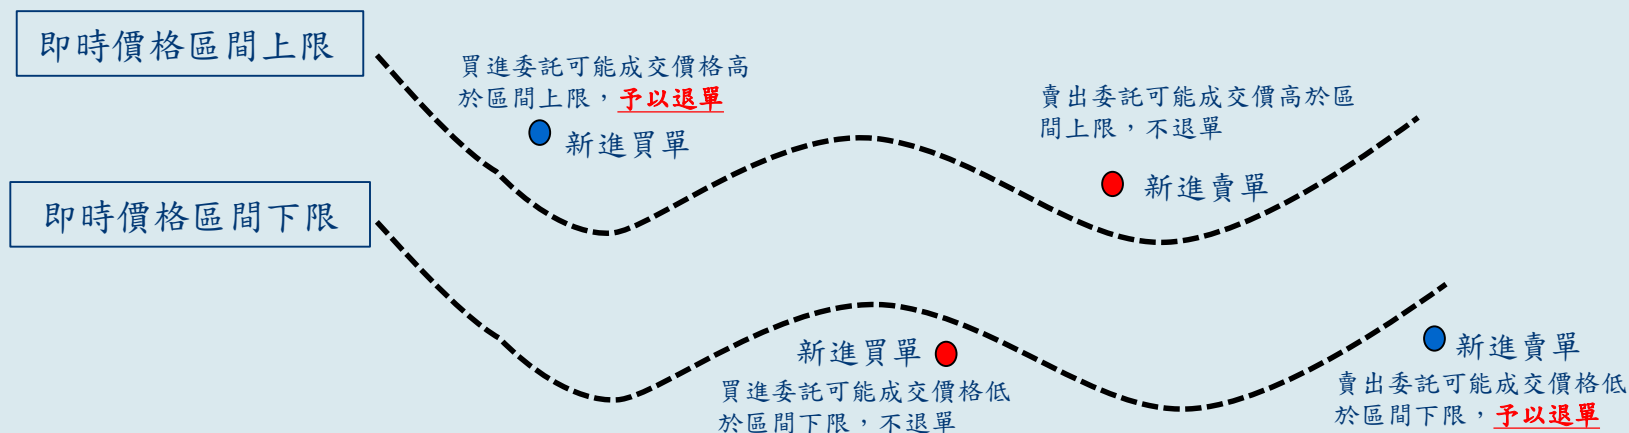 即時價格區間上限
買進委託可能成交價格高
於區間上限，予以退單
新進買單
賣出委託可能成交價高於區
間上限，不退單
新進賣單
即時價格區間下限
新進買單
買進委託可能成交價格低
於區間下限，不退單
新進賣單
賣出委託可能成交價格低
於區間下限，予以退單